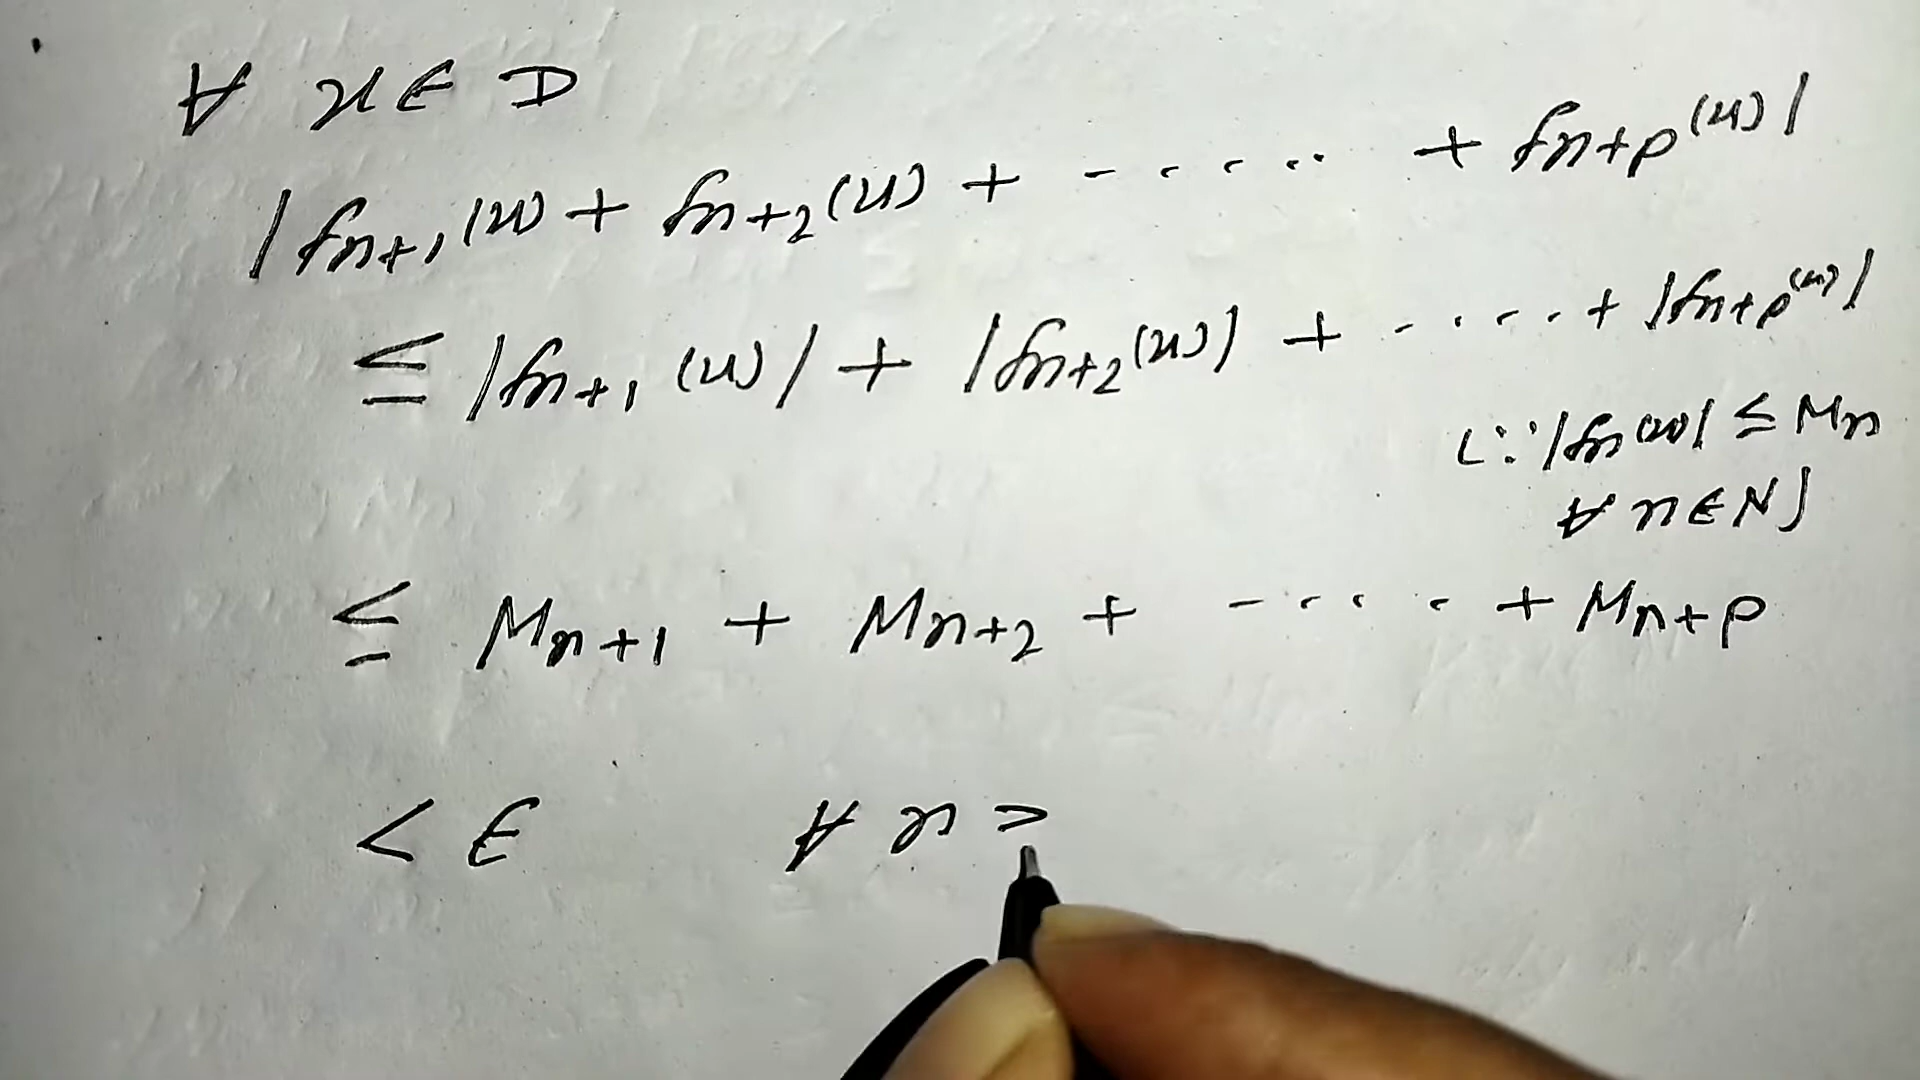 ∀ x ∈ D
|fn+1(x) + fn+2(x) + - . . . . . + fn+p(x)|
≤ |fn+1(x)| + |fn+2(x)| + - . . . . + |fn+p(x)|
(∵ |fn(x)| ≤ Mn
∀ n ∈ N)
≤ Mn+1 + Mn+2 + - . . . . + Mn+p
< ε ∀ n >